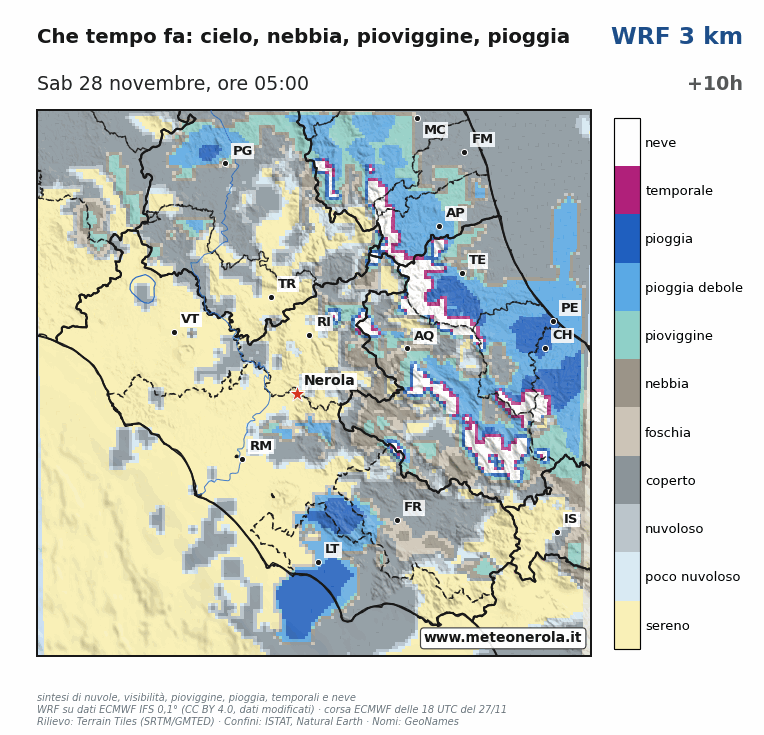 Che tempo fa: cielo, nebbia, pioviggine, pioggia
WRF 3 km
Sab 28 novembre, ore 05:00
+10h
MC
FM
PG
AP
TE
TR
PE
VT
RI
CH
AQ
Nerola
RM
FR
IS
LT
www.meteonerola.it
neve
temporale
pioggia
pioggia debole
pioviggine
nebbia
foschia
coperto
nuvoloso
poco nuvoloso
sereno
sintesi di nuvole, visibilità, pioviggine, pioggia, temporali e neve
WRF su dati ECMWF IFS 0,1° (CC BY 4.0, dati modificati) · corsa ECMWF delle 18 UTC del 27/11
Rilievo: Terrain Tiles (SRTM/GMTED) · Confini: ISTAT, Natural Earth · Nomi: GeoNames